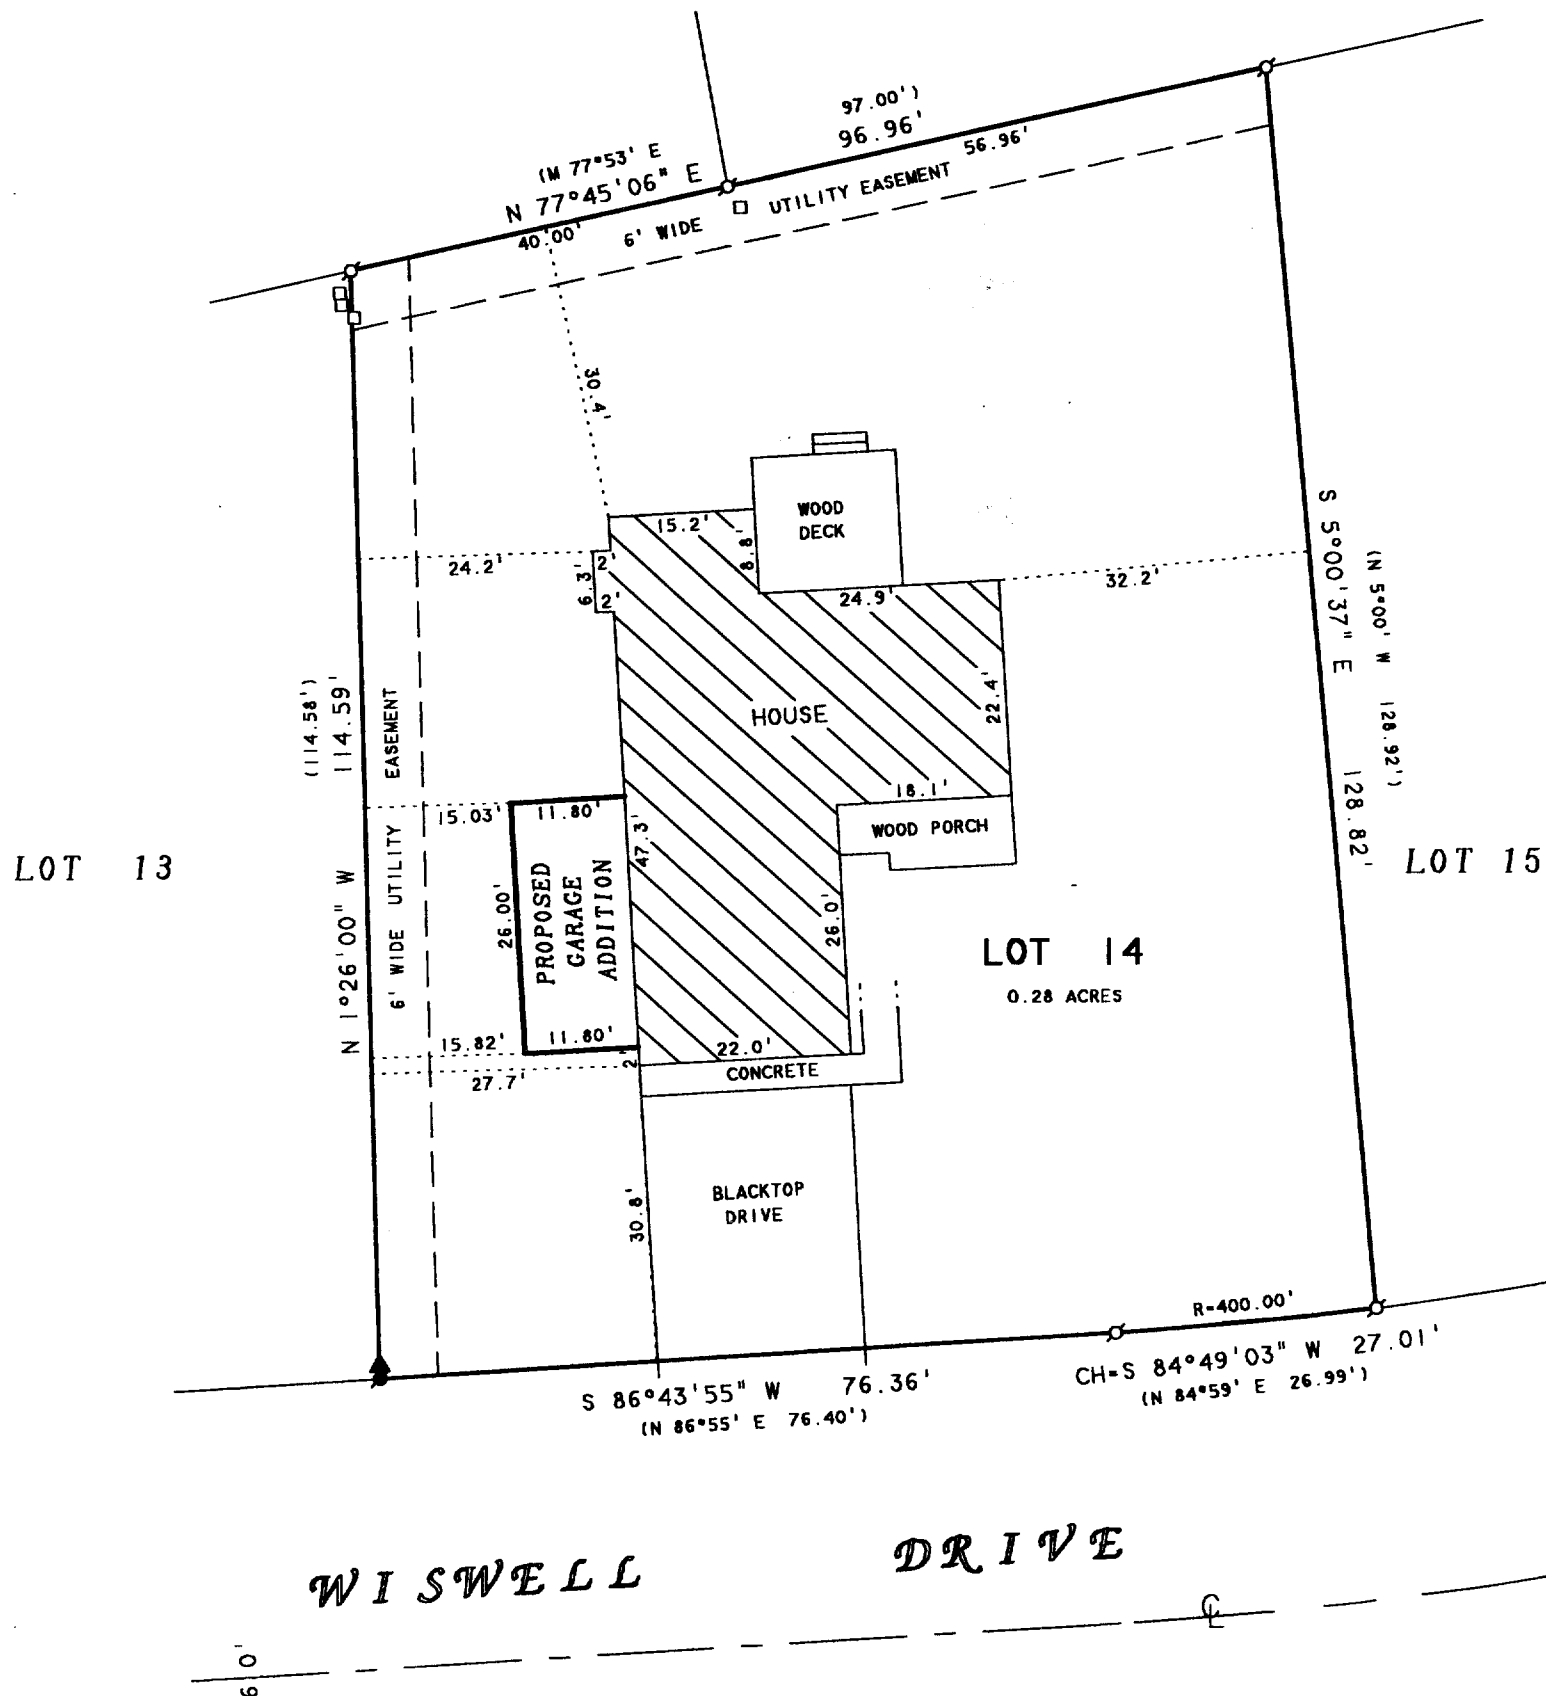 97.00')
96.96'
56.96'
(M 77°53' E
N 77°45'06" E
40.00'
6' WIDE UTILITY EASEMENT
30.4'
WOOD
DECK
15.2'
8.8'
24.2'
2'
6.3'
2'
24.9'
32.2'
S 5°00'37" E 128.82'
(N 5°00' W 128.92')
HOUSE
22.4'
(114.58')
114.59'
N 1°26'00" W
6' WIDE UTILITY EASEMENT
18.1'
WOOD PORCH
15.03'
11.80'
47.3'
LOT 13
LOT 15
PROPOSED
GARAGE
ADDITION
26.00'
26.0'
LOT 14
0.28 ACRES
15.82'
11.80'
22.0'
2'
CONCRETE
27.7'
BLACKTOP
DRIVE
30.8'
R=400.00'
S 86°43'55" W 76.36'
(N 86°55' E 76.40')
CH=S 84°49'03" W 27.01'
(N 84°59' E 26.99')
WISWELL DRIVE
CL